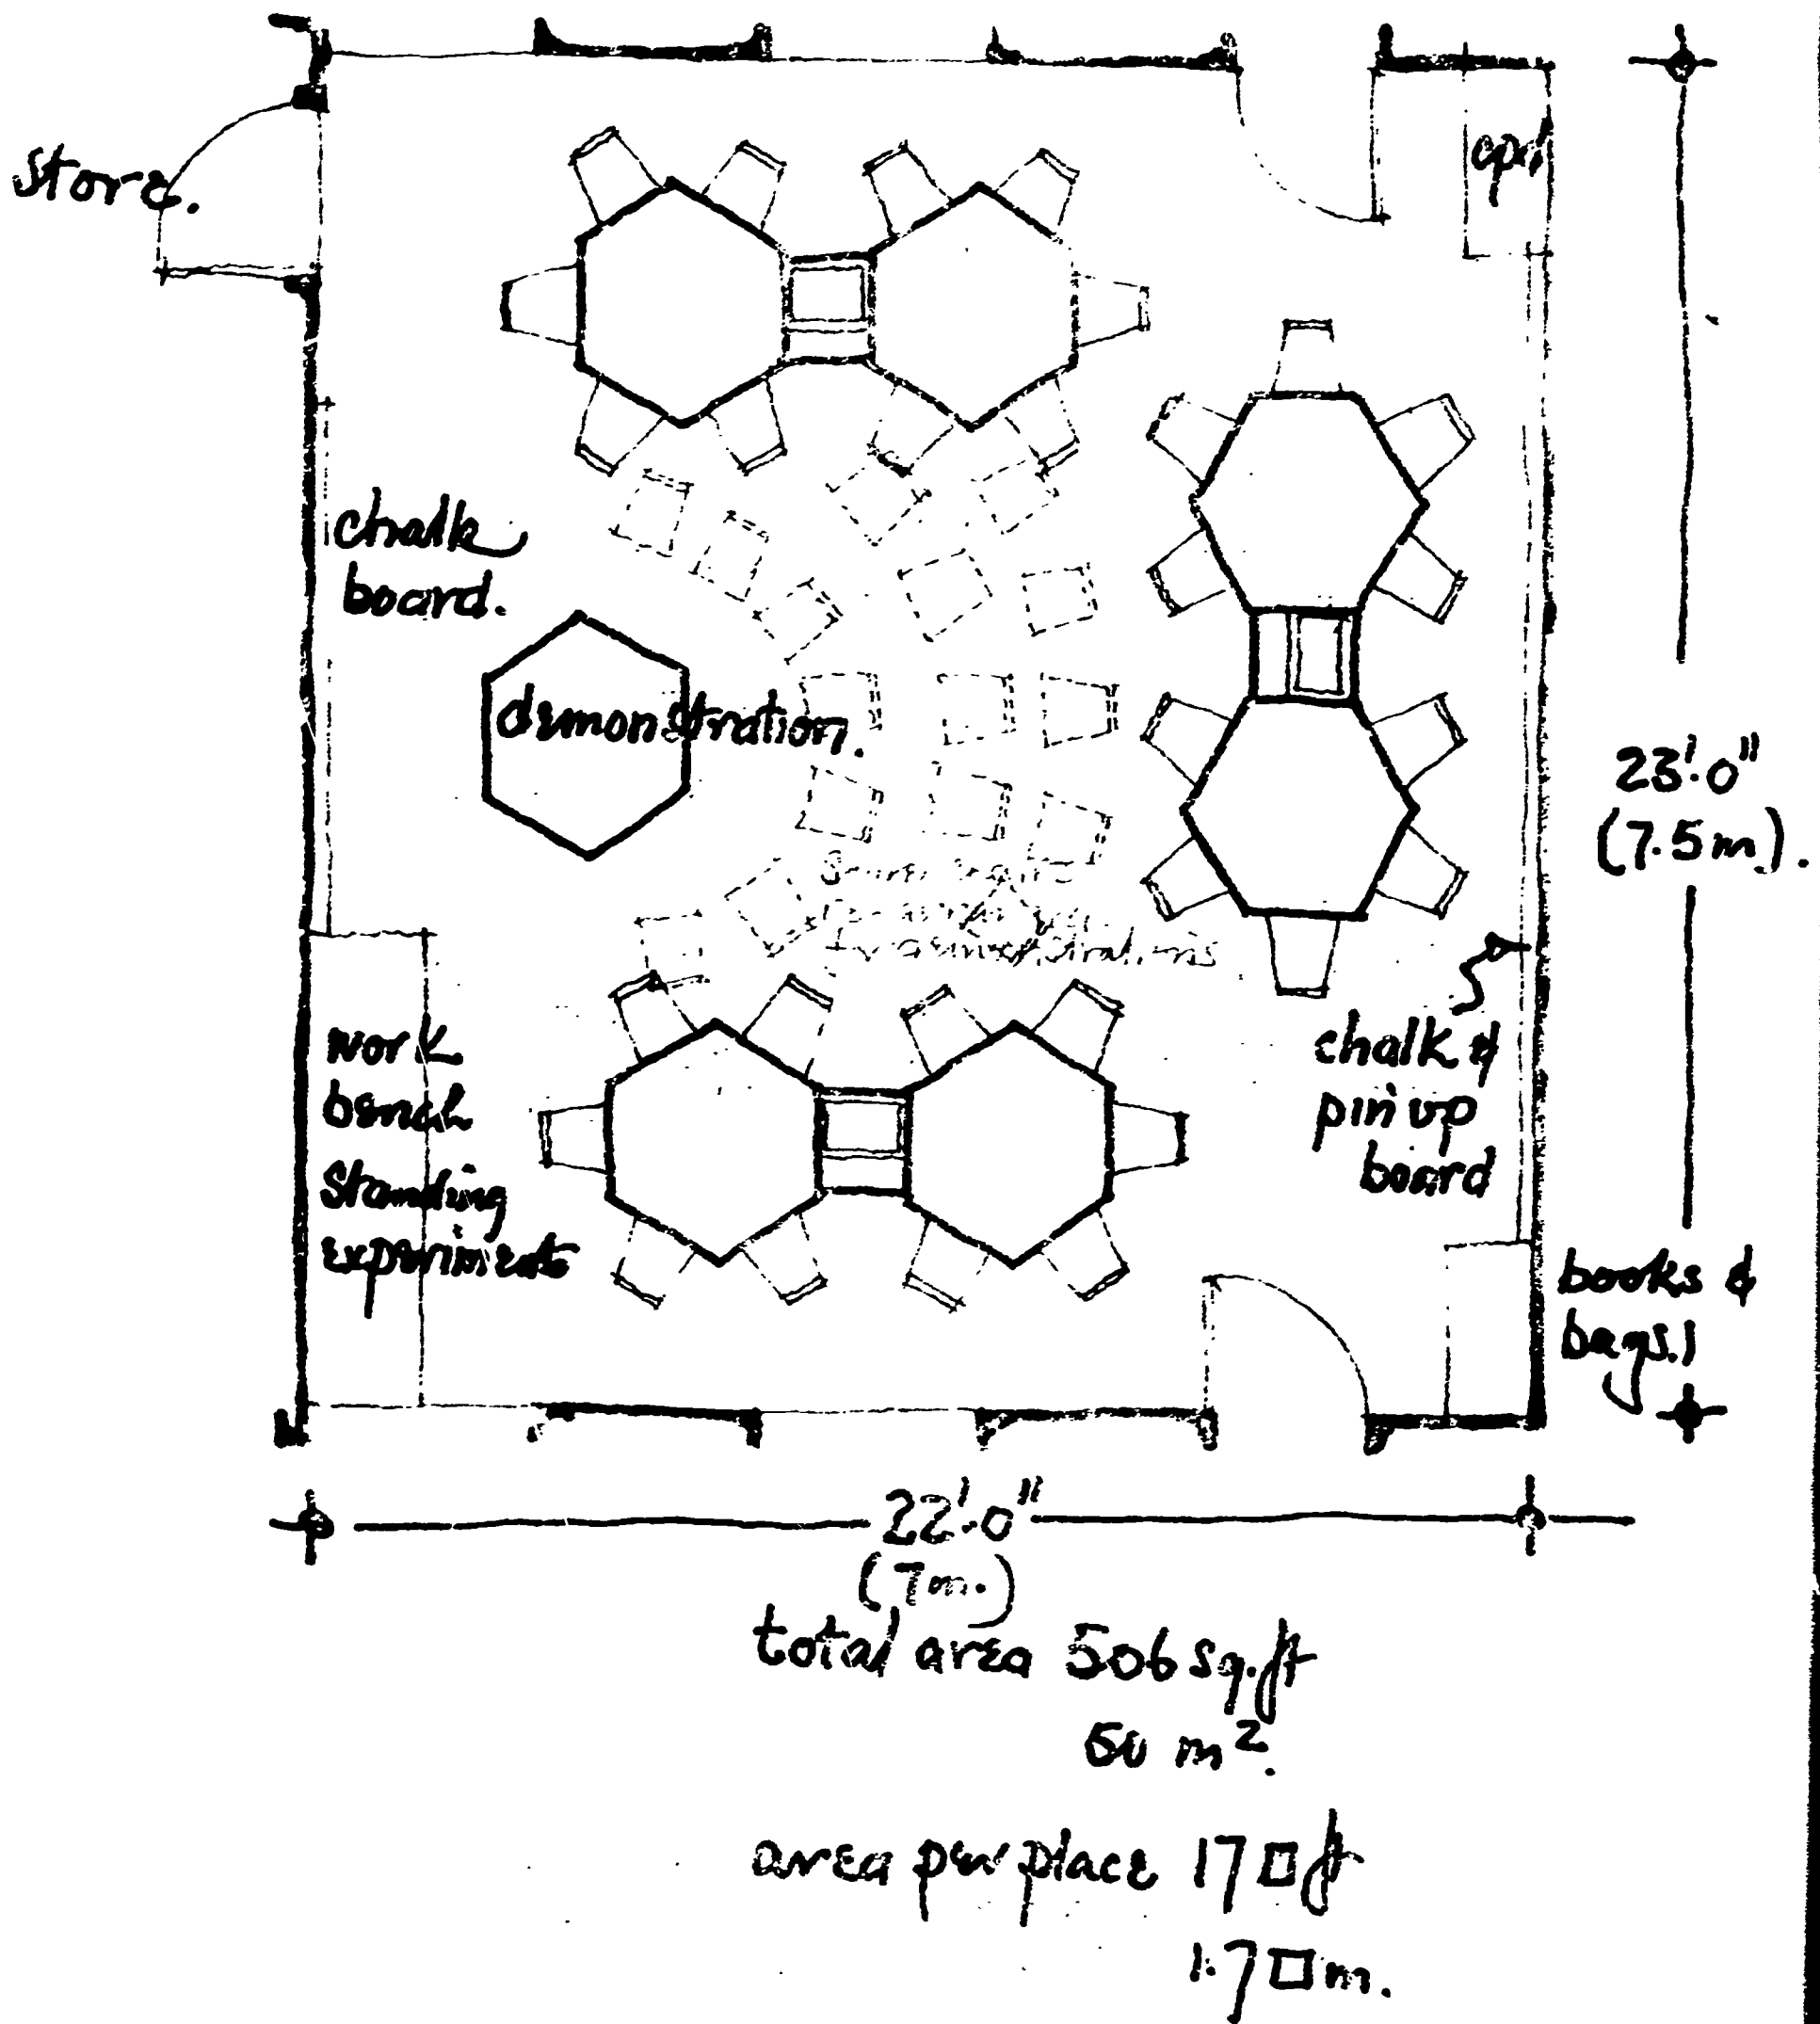 store.
cpd
chalk
board.
demonstration.
23'.0"
(7.5m).
work
bench
standing
experiments
chalk &
pin up
board
books &
bags.
22'.0"
(7m.)
total area 506 sq.ft
50 m².
area per place 17□ft
1.7□m.